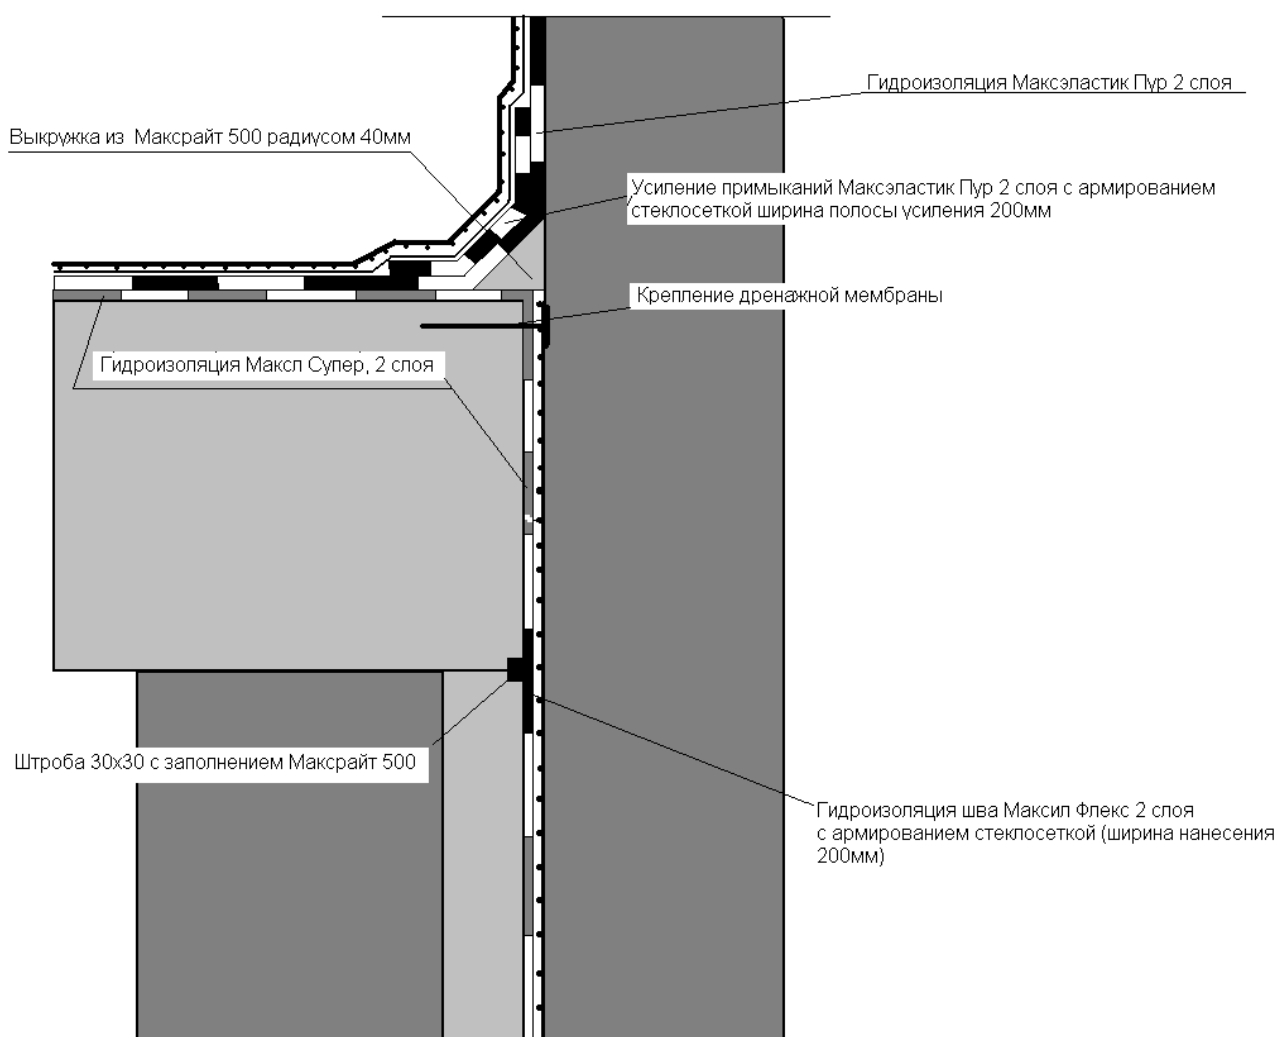 Гидроизоляция Максэластик Пур 2 слоя
Выкружка из Максрайт 500 радиусом 40мм
Усиление примыканий Максэластик Пур 2 слоя с армированием
стеклосеткой ширина полосы усиления 200мм
Крепление дренажной мембраны
Гидроизоляция Максл Супер, 2 слоя
Штроба 30х30 с заполнением Максрайт 500
Гидроизоляция шва Максил Флекс 2 слоя
с армированием стеклосеткой (ширина нанесения
200мм)